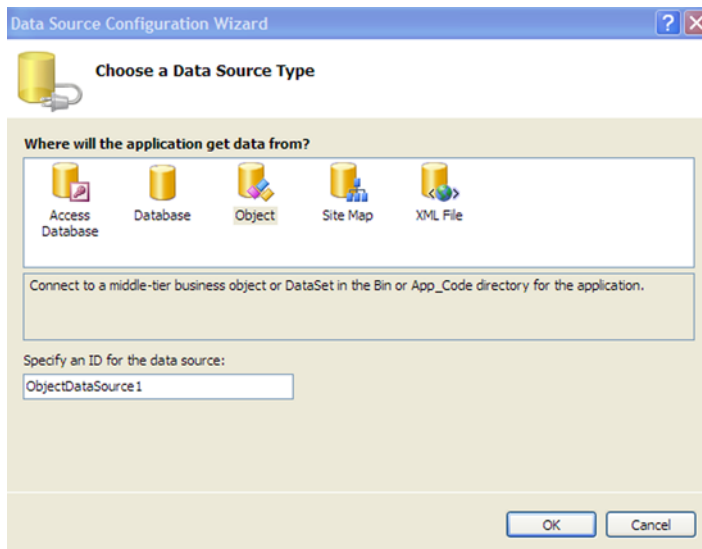 Data Source Configuration Wizard
Choose a Data Source Type
Where will the application get data from?
Access Database
Database
Object
Site Map
XML File
Connect to a middle-tier business object or DataSet in the Bin or App_Code directory for the application.
Specify an ID for the data source:
ObjectDataSource1
OK
Cancel